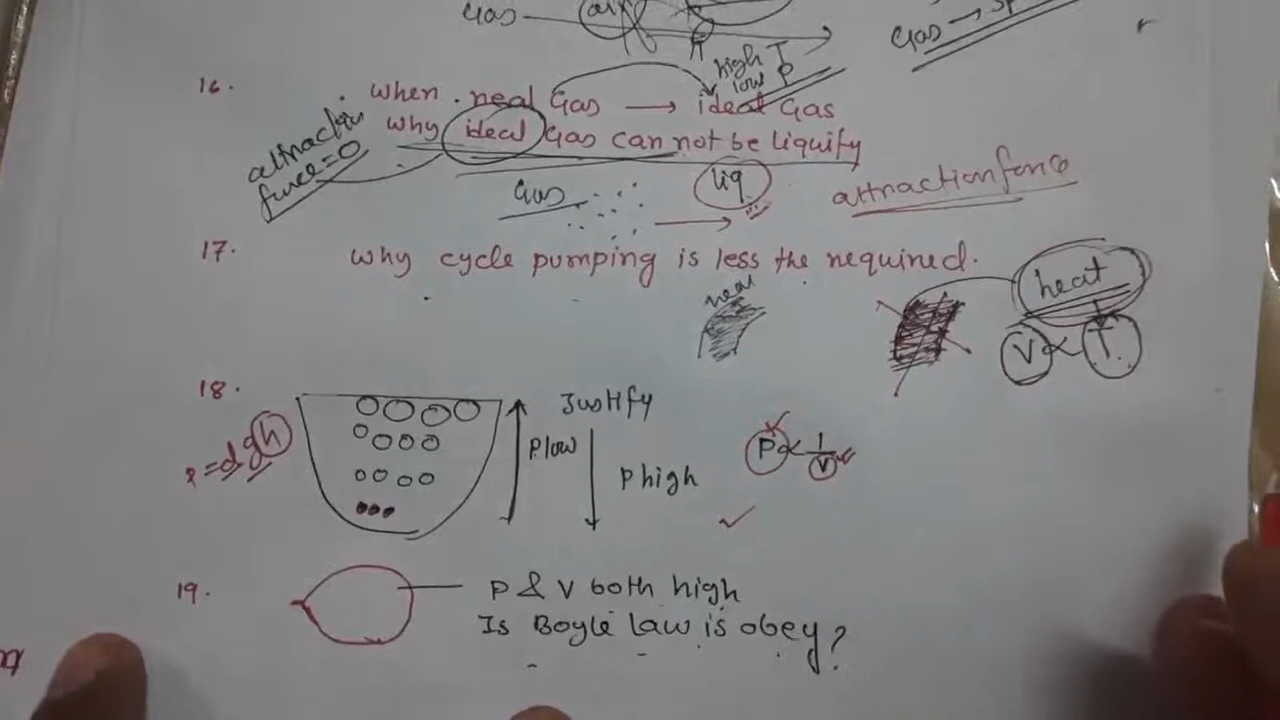 Gas
Gas →
high T
low P
16. When real Gas → ideal Gas
why ideal Gas can not be liquify
attraction
force=0
Gas
liq
attraction force
17. why cycle pumping is less the required.
heat
V ∝ T
18. Justify
P low
P high
P ∝ 1/V
= dgh
19. P & V both high
Is Boyle law is obey?